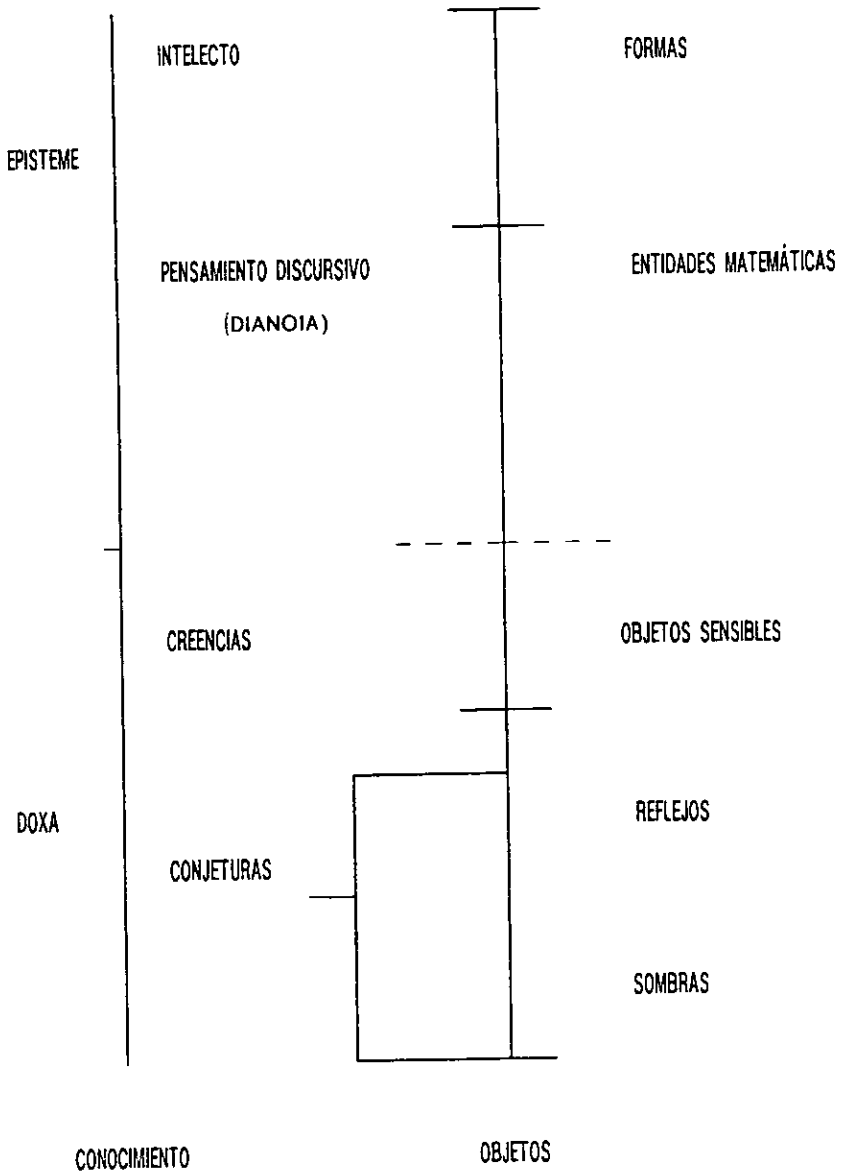 INTELECTO
FORMAS
EPISTEME
PENSAMIENTO DISCURSIVO
ENTIDADES MATEMÁTICAS
(DIANOIA)
CREENCIAS
OBJETOS SENSIBLES
REFLEJOS
DOXA
CONJETURAS
SOMBRAS
CONOCIMIENTO
OBJETOS